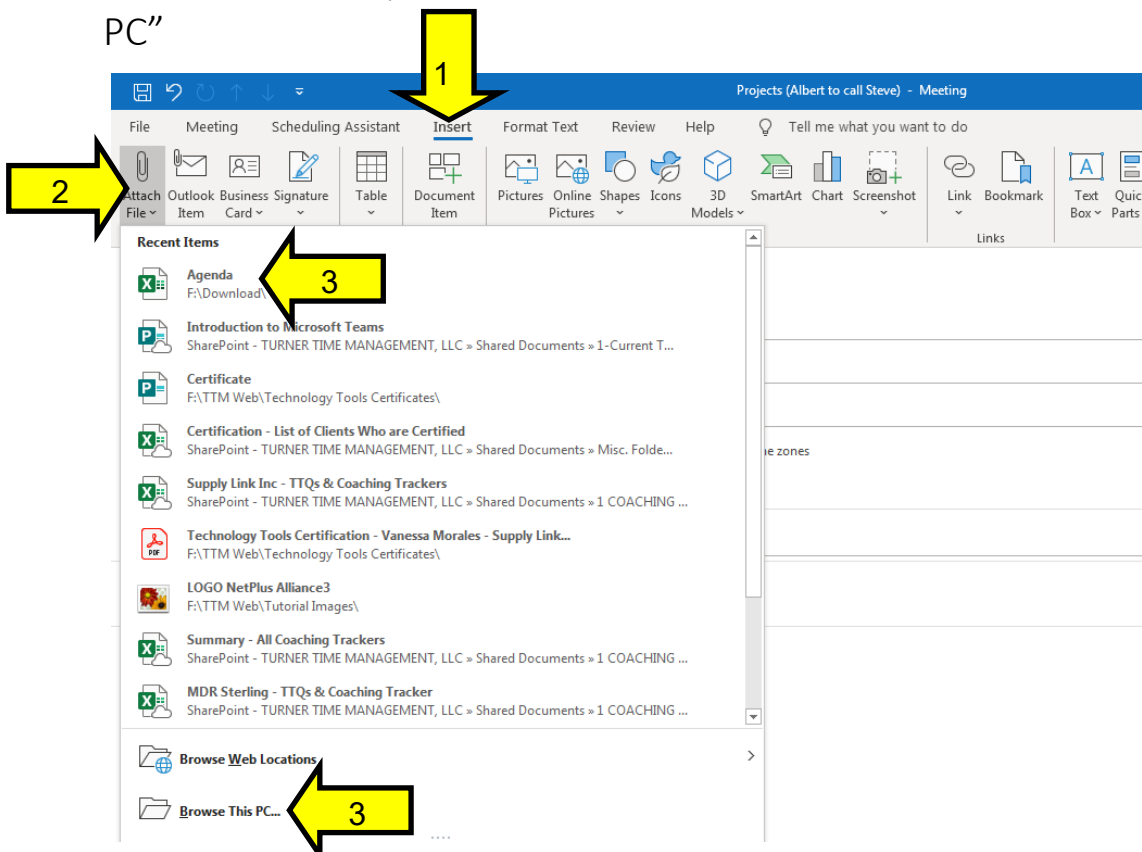 PC”
1
Projects (Albert to call Steve) - Meeting
File Meeting Scheduling Assistant Insert Format Text Review Help Tell me what you want to do
2
Attach Outlook Business Signature Table Document Pictures Online Shapes Icons 3D SmartArt Chart Screenshot Link Bookmark Text Quic
File Item Card Item Pictures Models Box Parts
Links
Recent Items
Agenda
F:\Download\
3
Introduction to Microsoft Teams
SharePoint - TURNER TIME MANAGEMENT, LLC » Shared Documents » 1-Current T...
Certificate
F:\TTM Web\Technology Tools Certificates\
Certification - List of Clients Who are Certified
SharePoint - TURNER TIME MANAGEMENT, LLC » Shared Documents » Misc. Folde...
ne zones
Supply Link Inc - TTQs & Coaching Trackers
SharePoint - TURNER TIME MANAGEMENT, LLC » Shared Documents » 1 COACHING ...
PDF
Technology Tools Certification - Vanessa Morales - Supply Link...
F:\TTM Web\Technology Tools Certificates\
LOGO NetPlus Alliance3
F:\TTM Web\Tutorial Images\
Summary - All Coaching Trackers
SharePoint - TURNER TIME MANAGEMENT, LLC » Shared Documents » 1 COACHING ...
MDR Sterling - TTQs & Coaching Tracker
SharePoint - TURNER TIME MANAGEMENT, LLC » Shared Documents » 1 COACHING ...
Browse Web Locations
Browse This PC...
3